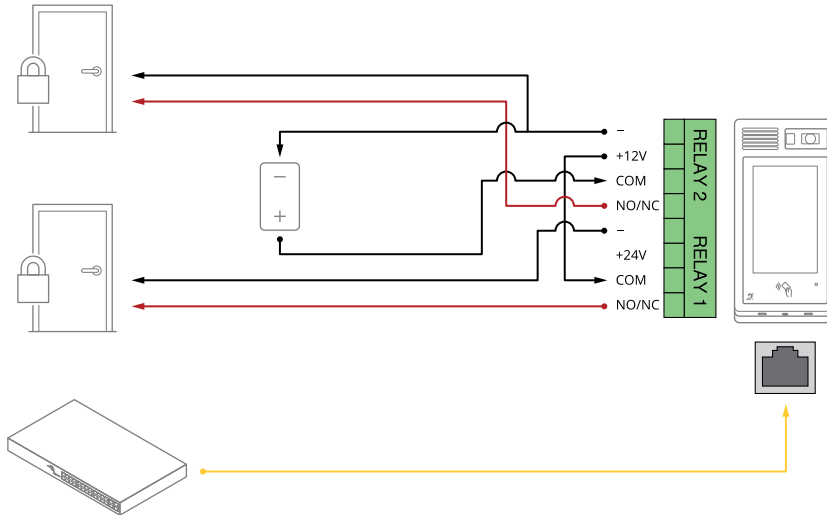 –
+12V
COM
NO/NC
–
+24V
COM
NO/NC
RELAY 2
RELAY 1
–
+